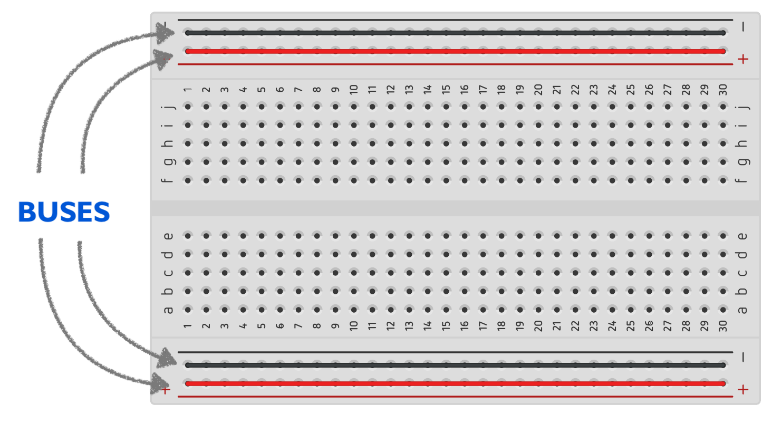 − −
+
1 2 3 4 5 6 7 8 9 10 11 12 13 14 15 16 17 18 19 20 21 22 23 24 25 26 27 28 29 30
j j
i i
h h
g g
f f
BUSES
e e
d d
c c
b b
a a
1 2 3 4 5 6 7 8 9 10 11 12 13 14 15 16 17 18 19 20 21 22 23 24 25 26 27 28 29 30
−
+ +